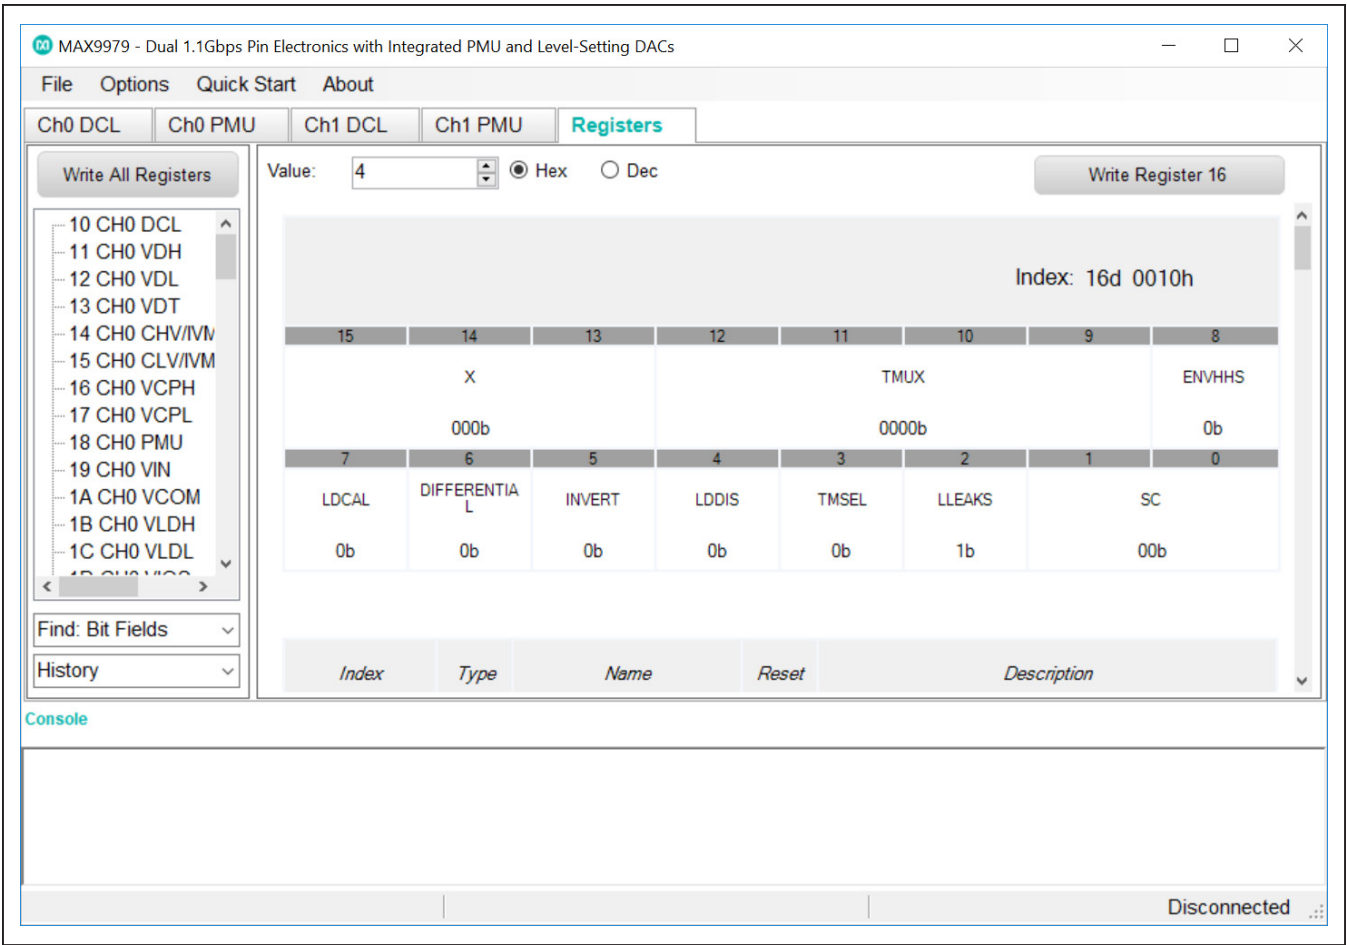 MAX9979 - Dual 1.1Gbps Pin Electronics with Integrated PMU and Level-Setting DACs
File Options Quick Start About
Ch0 DCL Ch0 PMU Ch1 DCL Ch1 PMU Registers
Write All Registers
10 CH0 DCL
11 CH0 VDH
12 CH0 VDL
13 CH0 VDT
14 CH0 CHV/IVM
15 CH0 CLV/IVM
16 CH0 VCPH
17 CH0 VCPL
18 CH0 PMU
19 CH0 VIN
1A CH0 VCOM
1B CH0 VLDH
1C CH0 VLDL
Find: Bit Fields
History
Value: 4 Hex Dec Write Register 16
Index: 16d 0010h
15 14 13 12 11 10 9 8
X TMUX ENVHHS
000b 0000b 0b
7 6 5 4 3 2 1 0
LDCAL DIFFERENTIA INVERT LDDIS TMSEL LLEAKS SC
L
0b 0b 0b 0b 0b 1b 00b
Index Type Name Reset Description
Console
Disconnected